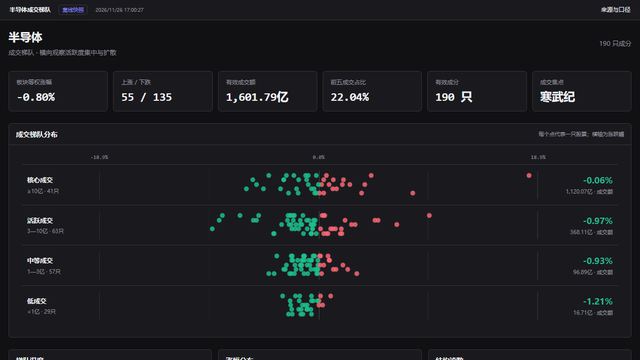 半导体成交梯队 离线快照 2026/11/26 17:00:27 来源与口径
半导体
成交梯队 · 横向观察活跃度集中与扩散
190 只成分
板块等权涨幅 上涨 / 下跌 有效成交额 前五成交占比 有效成分 成交焦点
-0.80% 55 / 135 1,601.79亿 22.04% 190 只 寒武纪
成交梯队分布 每个点代表一只股票；横轴为涨跌幅
-18.9% 0.0% 18.9%
核心成交 -0.06%
≥10亿 · 41只 1,120.07亿 · 成交额
活跃成交 -0.97%
3—10亿 · 63只 368.11亿 · 成交额
中等成交 -0.93%
1—3亿 · 57只 96.89亿 · 成交额
低成交 -1.21%
<1亿 · 29只 16.71亿 · 成交额